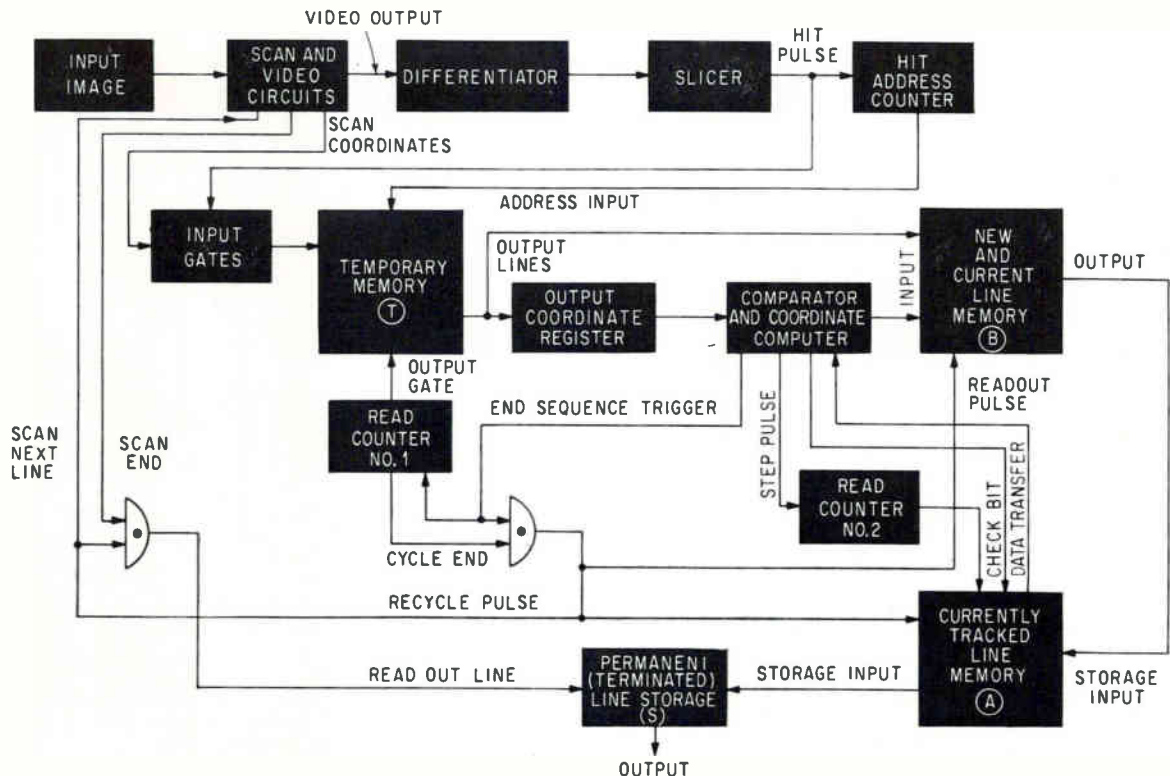 VIDEO OUTPUT
INPUT
IMAGE
SCAN AND
VIDEO
CIRCUITS
DIFFERENTIATOR
SLICER
HIT
PULSE
HIT
ADDRESS
COUNTER
SCAN
COORDINATES
ADDRESS INPUT
INPUT
GATES
TEMPORARY
MEMORY
T
OUTPUT
LINES
OUTPUT
COORDINATE
REGISTER
COMPARATOR
AND COORDINATE
COMPUTER
INPUT
NEW
AND
CURRENT
LINE
MEMORY
B
OUTPUT
OUTPUT
GATE
READOUT
PULSE
READ
COUNTER
NO. 1
END SEQUENCE TRIGGER
STEP PULSE
READ
COUNTER
NO. 2
CHECK BIT
DATA TRANSFER
SCAN
NEXT
LINE
SCAN
END
CYCLE END
RECYCLE PULSE
CURRENTLY
TRACKED
LINE
MEMORY
A
READ OUT LINE
PERMANENT
(TERMINATED)
LINE STORAGE
(S)
STORAGE INPUT
STORAGE
INPUT
OUTPUT